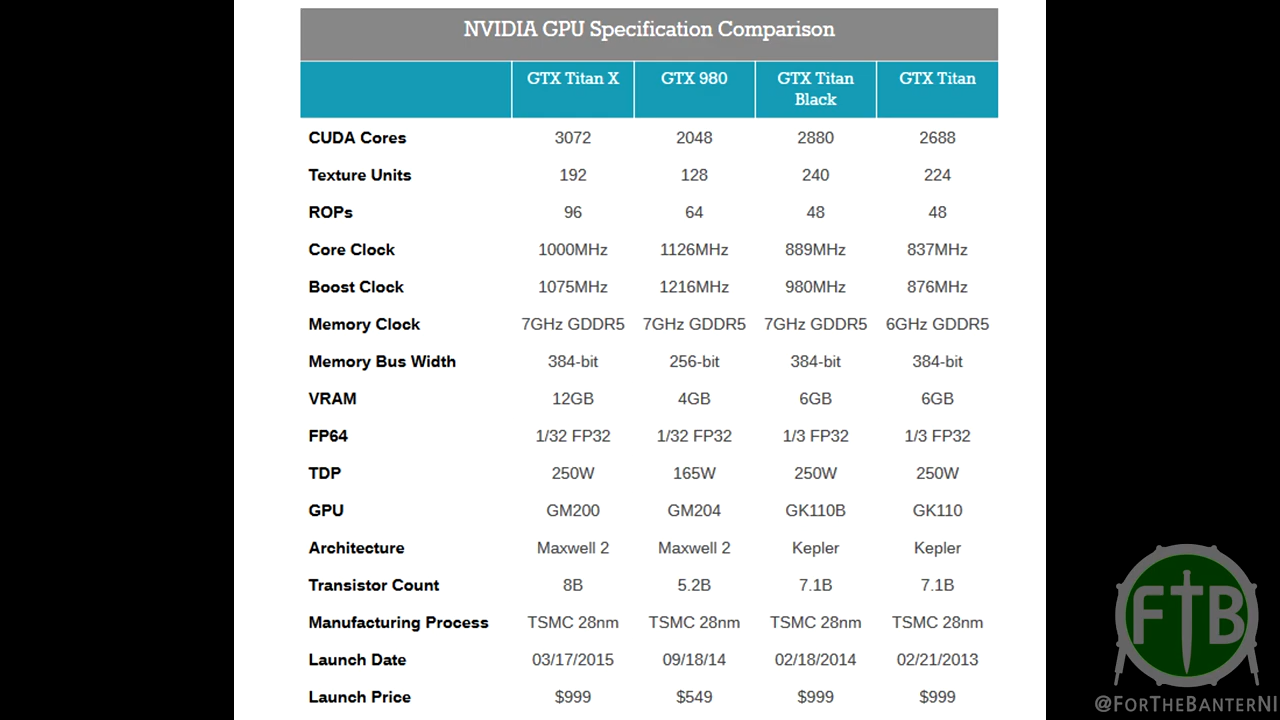 NVIDIA GPU Specification Comparison
GTX Titan X GTX 980 GTX Titan Black GTX Titan
CUDA Cores 3072 2048 2880 2688
Texture Units 192 128 240 224
ROPs 96 64 48 48
Core Clock 1000MHz 1126MHz 889MHz 837MHz
Boost Clock 1075MHz 1216MHz 980MHz 876MHz
Memory Clock 7GHz GDDR5 7GHz GDDR5 7GHz GDDR5 6GHz GDDR5
Memory Bus Width 384-bit 256-bit 384-bit 384-bit
VRAM 12GB 4GB 6GB 6GB
FP64 1/32 FP32 1/32 FP32 1/3 FP32 1/3 FP32
TDP 250W 165W 250W 250W
GPU GM200 GM204 GK110B GK110
Architecture Maxwell 2 Maxwell 2 Kepler Kepler
Transistor Count 8B 5.2B 7.1B 7.1B
Manufacturing Process TSMC 28nm TSMC 28nm TSMC 28nm TSMC 28nm
Launch Date 03/17/2015 09/18/14 02/18/2014 02/21/2013
Launch Price $999 $549 $999 $999
FTB
@FORTHEBANTERNI